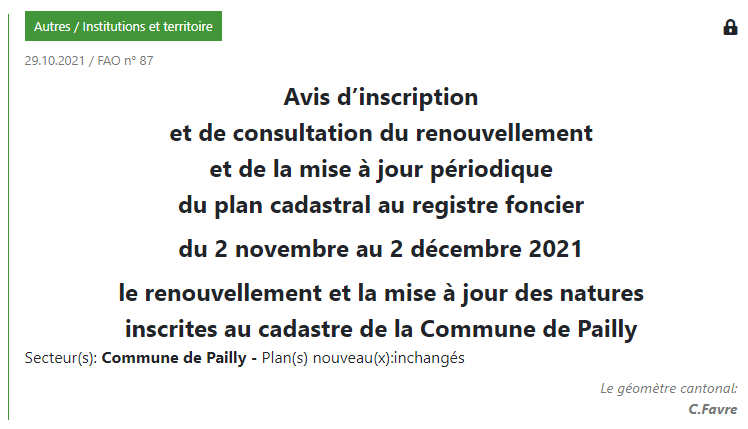 Autres / Institutions et territoire
29.10.2021 / FAO n° 87
Avis d’inscription
et de consultation du renouvellement
et de la mise à jour périodique
du plan cadastral au registre foncier
du 2 novembre au 2 décembre 2021
le renouvellement et la mise à jour des natures
inscrites au cadastre de la Commune de Pailly
Secteur(s): Commune de Pailly - Plan(s) nouveau(x):inchangés
Le géomètre cantonal:
C.Favre